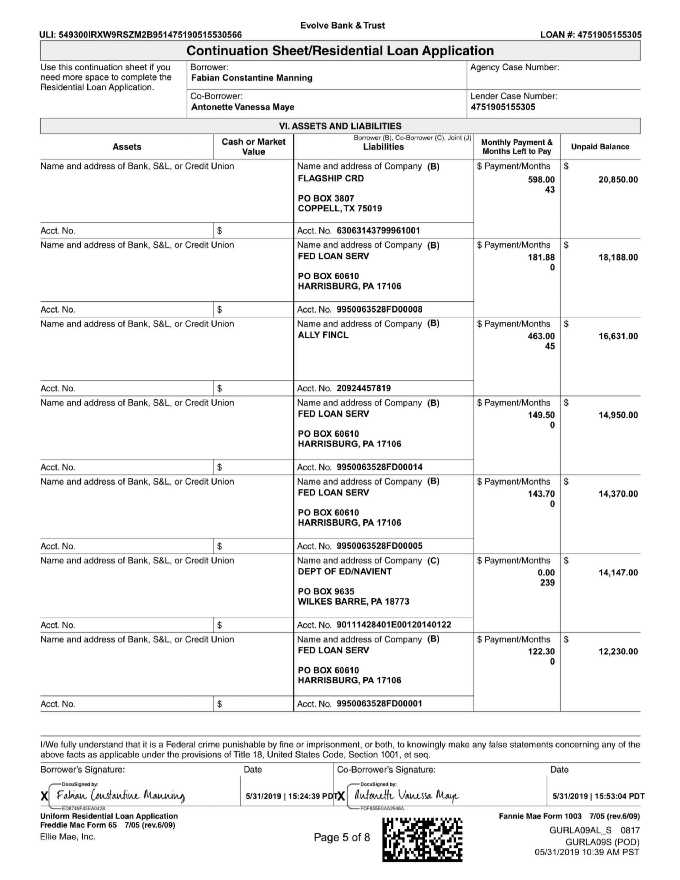 Evolve Bank & Trust
ULI: 549300IRXW9RSZM2B951475190515530566 LOAN #: 4751905155305
Continuation Sheet/Residential Loan Application
Use this continuation sheet if you need more space to complete the Residential Loan Application.
Borrower:
Fabian Constantine Manning
Agency Case Number:
Co-Borrower:
Antonette Vanessa Maye
Lender Case Number:
4751905155305
VI. ASSETS AND LIABILITIES
Assets
Cash or Market Value
Borrower (B), Co-Borrower (C), Joint (J)
Liabilities
Monthly Payment & Months Left to Pay
Unpaid Balance
Name and address of Bank, S&L, or Credit Union
Name and address of Company (B)
$ Payment/Months
$
FLAGSHIP CRD
598.00
20,850.00
43
PO BOX 3807
COPPELL, TX 75019
Acct. No.
$
Acct. No. 63063143799961001
Name and address of Bank, S&L, or Credit Union
Name and address of Company (B)
$ Payment/Months
$
FED LOAN SERV
181.88
18,188.00
0
PO BOX 60610
HARRISBURG, PA 17106
Acct. No.
$
Acct. No. 9950063528FD00008
Name and address of Bank, S&L, or Credit Union
Name and address of Company (B)
$ Payment/Months
$
ALLY FINCL
463.00
16,631.00
45
Acct. No.
$
Acct. No. 20924457819
Name and address of Bank, S&L, or Credit Union
Name and address of Company (B)
$ Payment/Months
$
FED LOAN SERV
149.50
14,950.00
0
PO BOX 60610
HARRISBURG, PA 17106
Acct. No.
$
Acct. No. 9950063528FD00014
Name and address of Bank, S&L, or Credit Union
Name and address of Company (B)
$ Payment/Months
$
FED LOAN SERV
143.70
14,370.00
0
PO BOX 60610
HARRISBURG, PA 17106
Acct. No.
$
Acct. No. 9950063528FD00005
Name and address of Bank, S&L, or Credit Union
Name and address of Company (C)
$ Payment/Months
$
DEPT OF ED/NAVIENT
0.00
14,147.00
239
PO BOX 9635
WILKES BARRE, PA 18773
Acct. No.
$
Acct. No. 90111428401E00120140122
Name and address of Bank, S&L, or Credit Union
Name and address of Company (B)
$ Payment/Months
$
FED LOAN SERV
122.30
12,230.00
0
PO BOX 60610
HARRISBURG, PA 17106
Acct. No.
$
Acct. No. 9950063528FD00001
I/We fully understand that it is a Federal crime punishable by fine or imprisonment, or both, to knowingly make any false statements concerning any of the
above facts as applicable under the provisions of Title 18, United States Code, Section 1001, et seq.
Borrower's Signature:
Date
Co-Borrower's Signature:
Date
DocuSigned by:
X Fabian Constantine Manning
5/31/2019 | 15:24:39 PDT
DocuSigned by:
X Antonette Vanessa Maye
5/31/2019 | 15:53:04 PDT
Uniform Residential Loan Application
Freddie Mac Form 65 7/05 (rev.6/09)
Ellie Mae, Inc.
Page 5 of 8
Fannie Mae Form 1003 7/05 (rev.6/09)
GURLA09AL_S 0817
GURLA09S (POD)
05/31/2019 10:39 AM PST